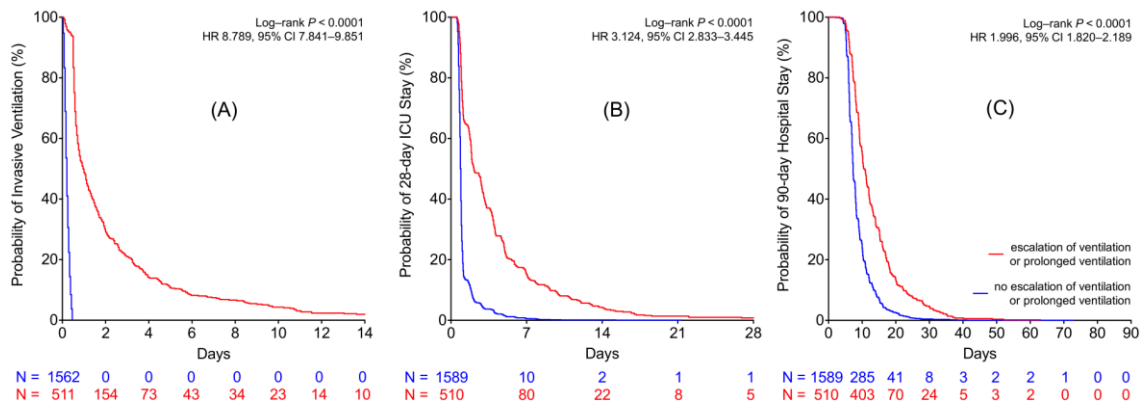 Log–rank P < 0.0001
HR 8.789, 95% CI 7.841–9.851
(A)
Probability of Invasive Ventilation (%)
100
80
60
40
20
0
0 2 4 6 8 10 12 14
Days
N = 1562 0 0 0 0 0 0 0
N = 511 154 73 43 34 23 14 10
Log–rank P < 0.0001
HR 3.124, 95% CI 2.833–3.445
(B)
Probability of 28-day ICU Stay (%)
100
80
60
40
20
0
0 7 14 21 28
Days
N = 1589 10 2 1 1
N = 510 80 22 8 5
Log–rank P < 0.0001
HR 1.996, 95% CI 1.820–2.189
(C)
Probability of 90-day Hospital Stay (%)
100
80
60
40
20
0
escalation of ventilation
or prolonged ventilation
no escalation of ventilation
or prolonged ventilation
0 10 20 30 40 50 60 70 80 90
Days
N = 1589 285 41 8 3 2 2 1 0 0
N = 510 403 70 24 5 3 2 0 0 0